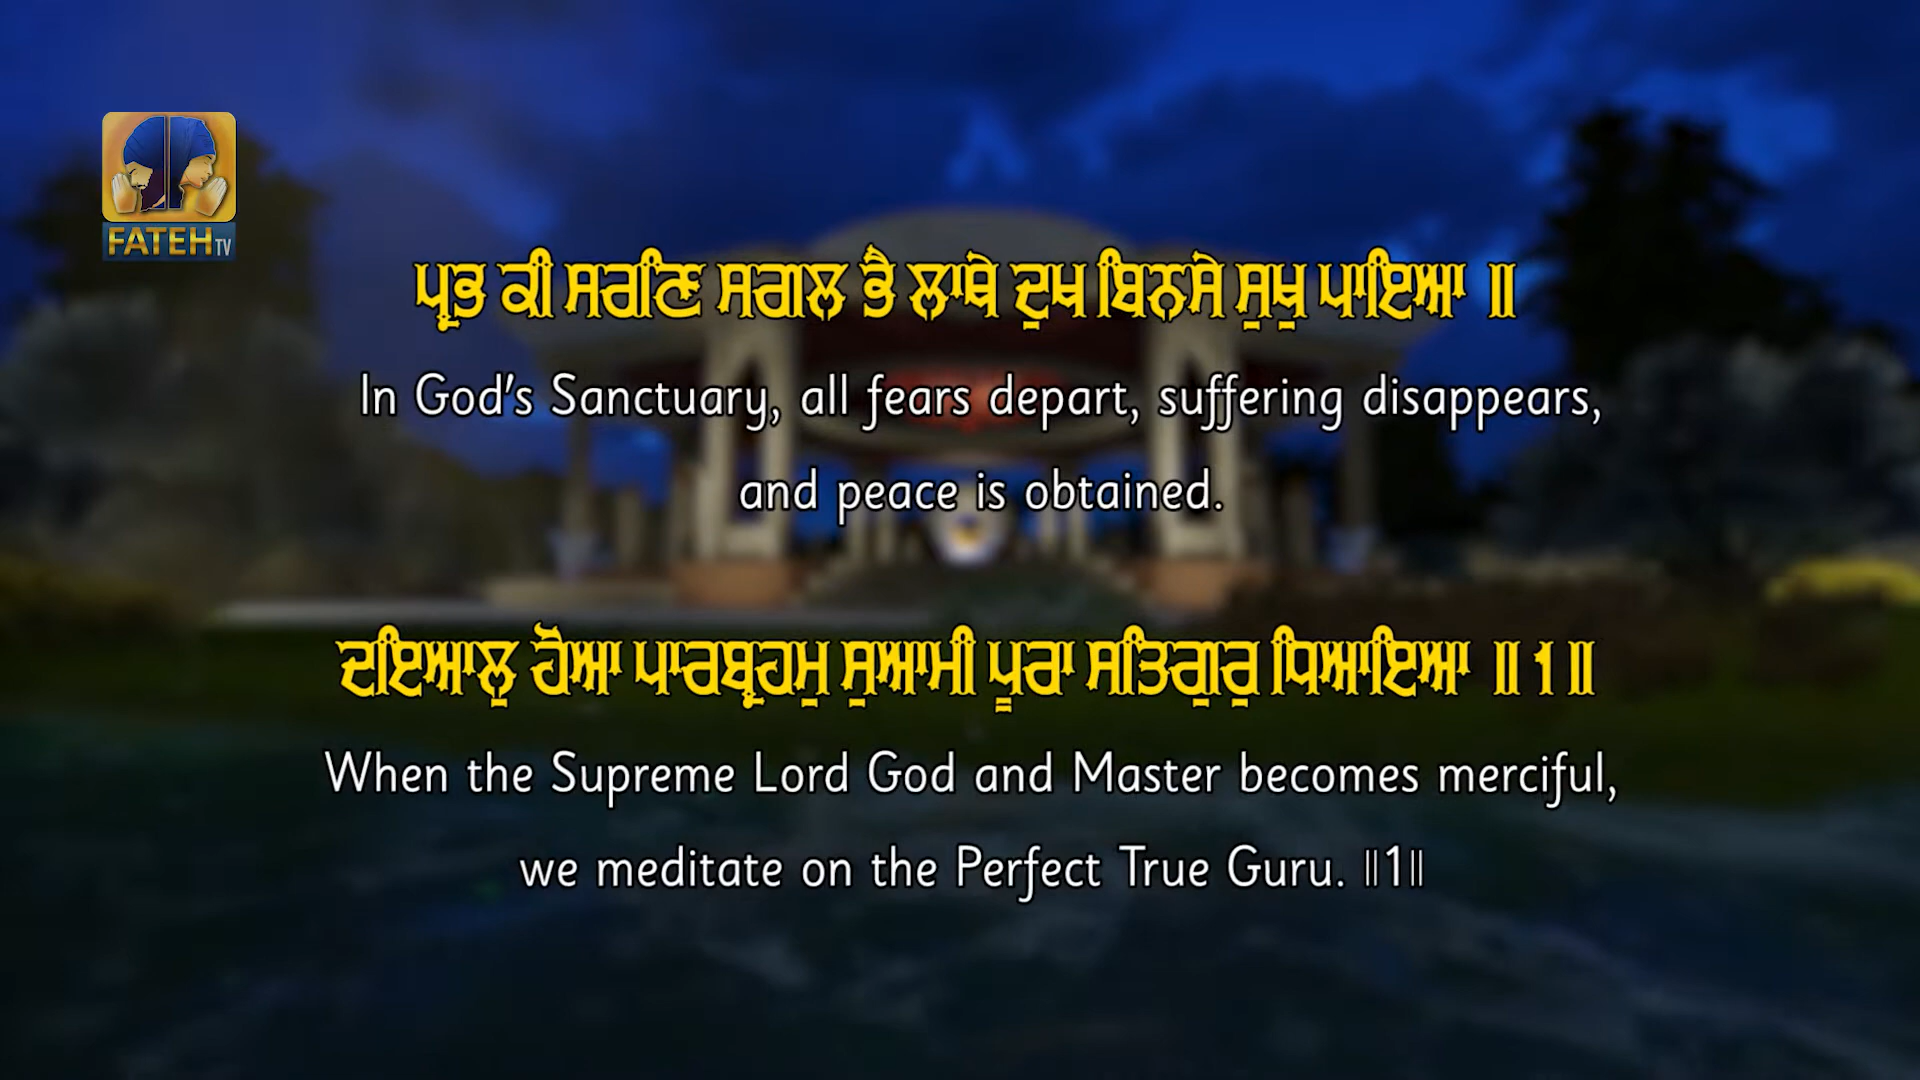 FATEH TV
ਪ੍ਰਭ ਕੀ ਸਰਣਿ ਸਗਲ ਭੈ ਲਾਥੇ ਦੁਖ ਬਿਨਸੇ ਸੁਖੁ ਪਾਇਆ ॥
In God's Sanctuary, all fears depart, suffering disappears,
and peace is obtained.
ਦਇਆਲੁ ਹੋਆ ਪਾਰਬ੍ਰਹਮੁ ਸੁਆਮੀ ਪੂਰਾ ਸਤਿਗੁਰੁ ਧਿਆਇਆ ॥1॥
When the Supreme Lord God and Master becomes merciful,
we meditate on the Perfect True Guru. ॥1॥